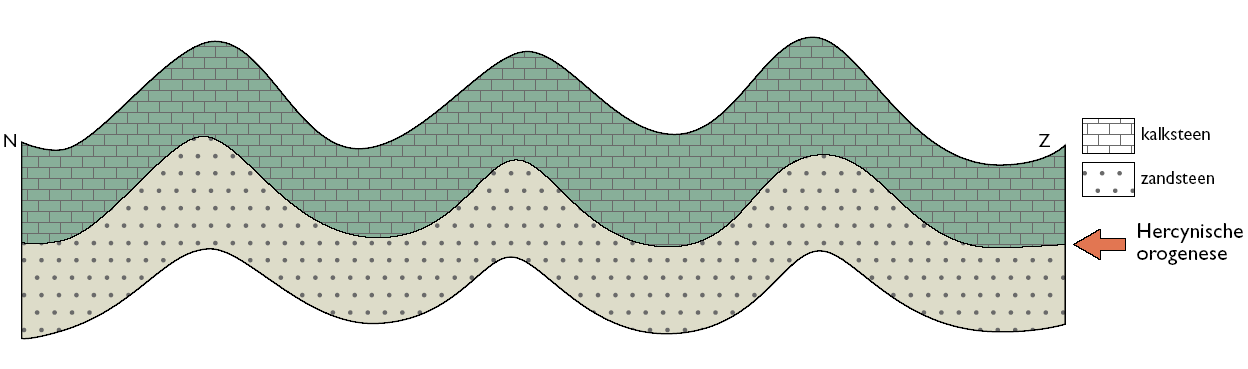 N
Z
kalksteen
zandsteen
Hercynische
orogenese